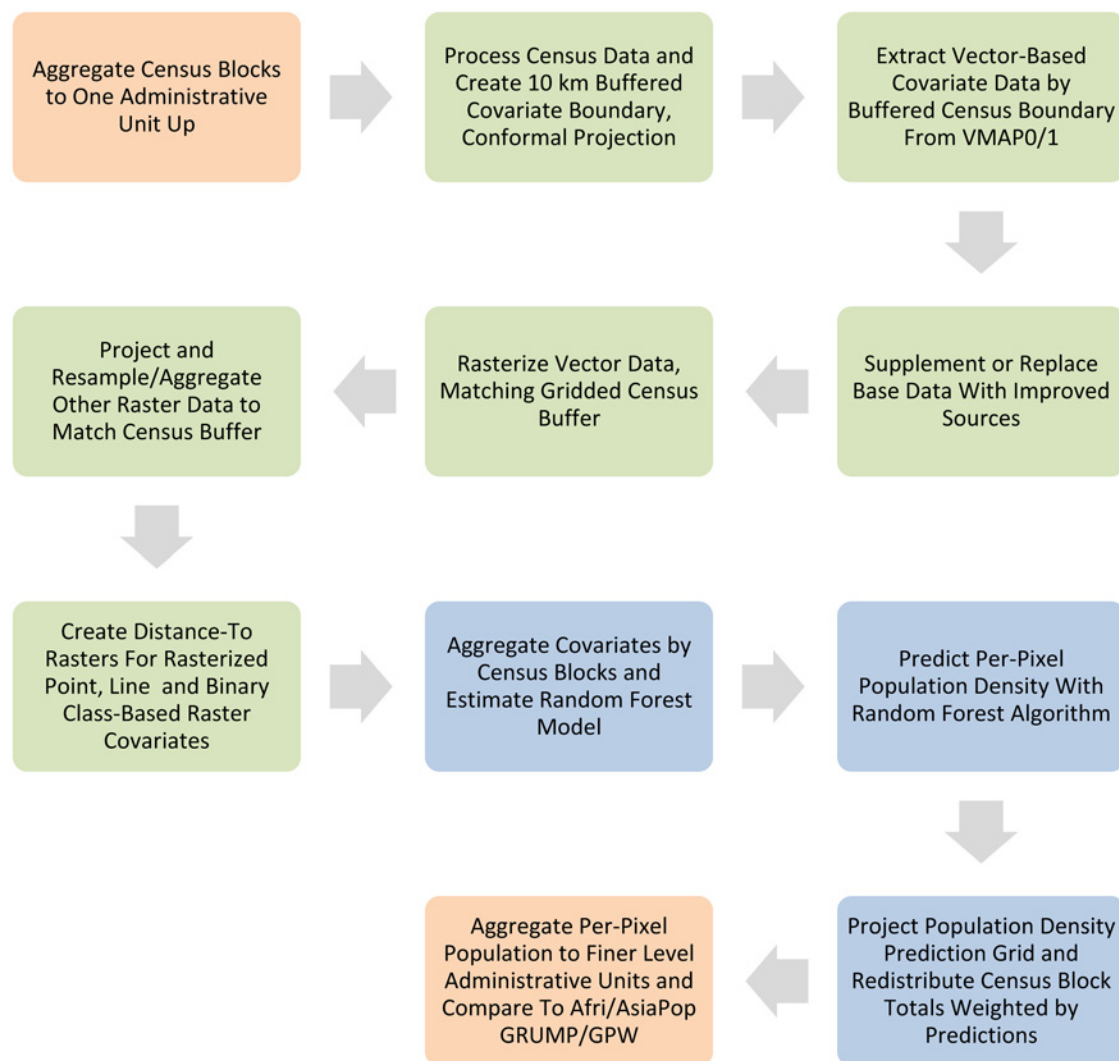 Aggregate Census Blocks
to One Administrative
Unit Up
Process Census Data and
Create 10 km Buffered
Covariate Boundary,
Conformal Projection
Extract Vector-Based
Covariate Data by
Buffered Census Boundary
From VMAP0/1
Supplement or Replace
Base Data With Improved
Sources
Rasterize Vector Data,
Matching Gridded Census
Buffer
Project and
Resample/Aggregate
Other Raster Data to
Match Census Buffer
Create Distance-To
Rasters For Rasterized
Point, Line and Binary
Class-Based Raster
Covariates
Aggregate Covariates by
Census Blocks and
Estimate Random Forest
Model
Predict Per-Pixel
Population Density With
Random Forest Algorithm
Project Population Density
Prediction Grid and
Redistribute Census Block
Totals Weighted by
Predictions
Aggregate Per-Pixel
Population to Finer Level
Administrative Units and
Compare To Afri/AsiaPop
GRUMP/GPW